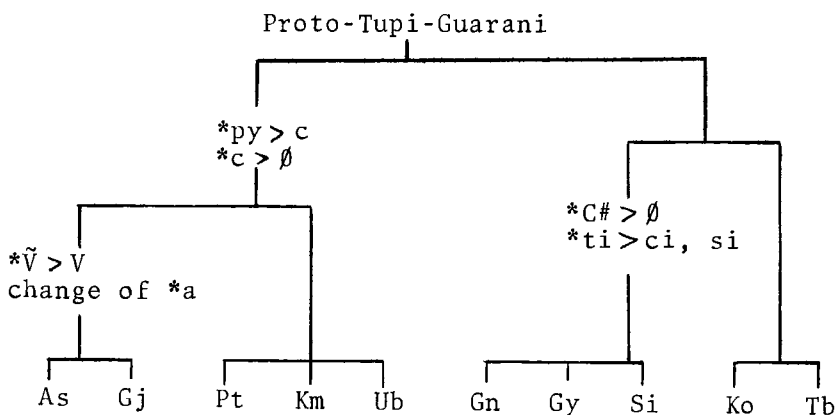 Proto-Tupi-Guarani
*py > c
*c > ∅
*C# > ∅
*ti > ci, si
*Ṽ > V
change of *a
As Gj Pt Km Ub Gn Gy Si Ko Tb